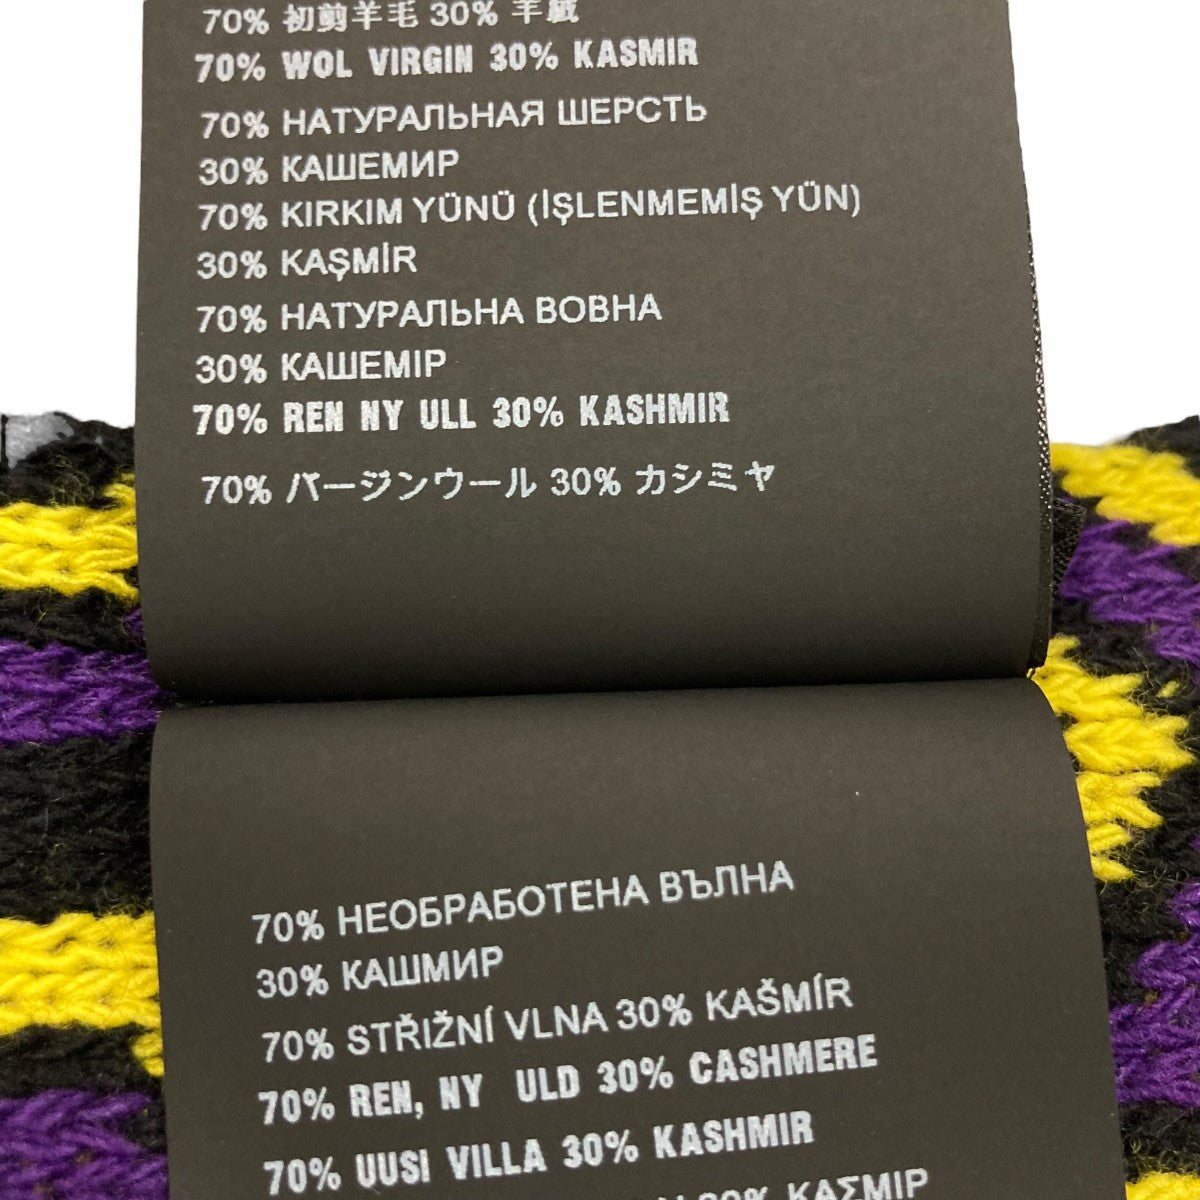 70% 初剪羊毛 30% 羊絨
70% WOL VIRGIN 30% KASMIR
70% НАТУРАЛЬНАЯ ШЕРСТЬ
30% КАШЕМИР
70% KIRKIM YÜNÜ (İŞLENMEMİŞ YÜN)
30% KAŞMİR
70% НАТУРАЛЬНА ВОВНА
30% КАШЕМІР
70% REN NY ULL 30% KASHMIR
70% バージンウール 30% カシミヤ
70% НЕОБРАБОТЕНА ВЪЛНА
30% КАШМИР
70% STŘIŽNÍ VLNA 30% KAŠMÍR
70% REN, NY ULD 30% CASHMERE
70% UUSI VILLA 30% KASHMIR
30% ΚΑΣΜΙΡ